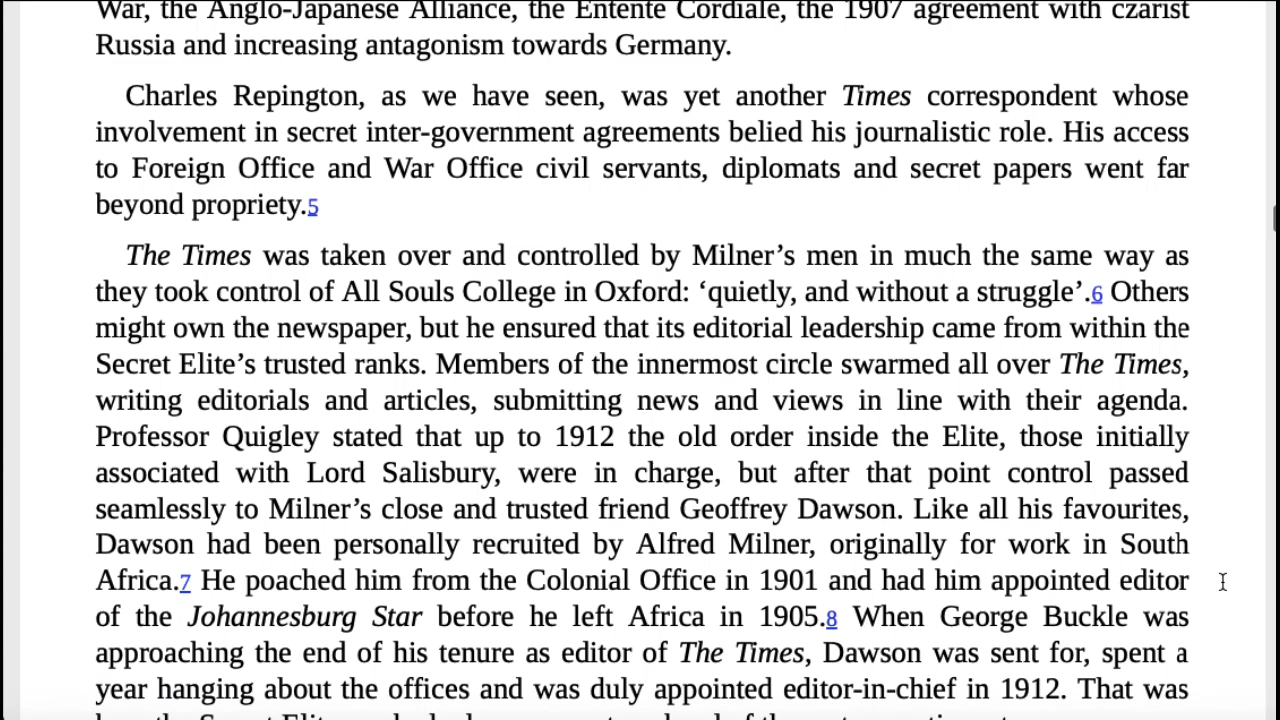 War, the Anglo-Japanese Alliance, the Entente Cordiale, the 1907 agreement with czarist
Russia and increasing antagonism towards Germany.
Charles Repington, as we have seen, was yet another Times correspondent whose
involvement in secret inter-government agreements belied his journalistic role. His access
to Foreign Office and War Office civil servants, diplomats and secret papers went far
beyond propriety.5
The Times was taken over and controlled by Milner’s men in much the same way as
they took control of All Souls College in Oxford: ‘quietly, and without a struggle’.6 Others
might own the newspaper, but he ensured that its editorial leadership came from within the
Secret Elite’s trusted ranks. Members of the innermost circle swarmed all over The Times,
writing editorials and articles, submitting news and views in line with their agenda.
Professor Quigley stated that up to 1912 the old order inside the Elite, those initially
associated with Lord Salisbury, were in charge, but after that point control passed
seamlessly to Milner’s close and trusted friend Geoffrey Dawson. Like all his favourites,
Dawson had been personally recruited by Alfred Milner, originally for work in South
Africa.7 He poached him from the Colonial Office in 1901 and had him appointed editor
of the Johannesburg Star before he left Africa in 1905.8 When George Buckle was
approaching the end of his tenure as editor of The Times, Dawson was sent for, spent a
year hanging about the offices and was duly appointed editor-in-chief in 1912. That was
the Secret Elite